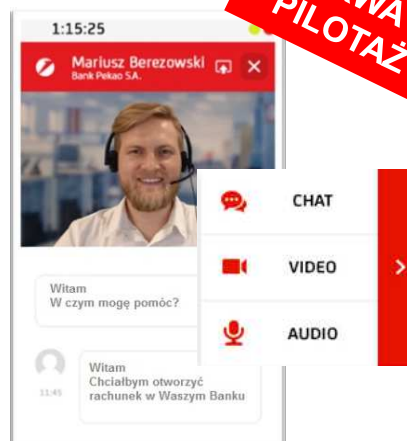 1:15:25
TRWA
PILOTAŻ
Mariusz Berezowski
Bank Pekao S.A.
CHAT
VIDEO
AUDIO
Witam
W czym mogę pomóc?
Witam
Chciałbym otworzyć
rachunek w Waszym Banku
11:45